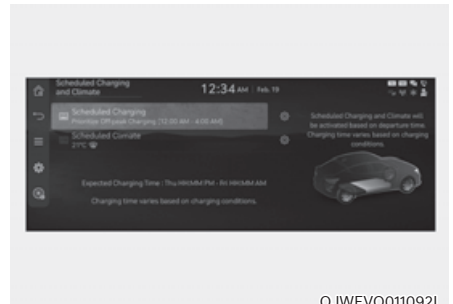 Scheduled Charging
and Climate
12:34 AM Feb. 19
Scheduled Charging
Prioritize Off-peak Charging [12:00 AM - 6:00 AM]
Scheduled Climate
21°C
Scheduled Charging and Climate will
be activated based on departure time.
Charging time varies based on charging
conditions.
Expected Charging Time : Thu HH:MM PM - Fri HH:MM AM
Charging time varies based on charging conditions.